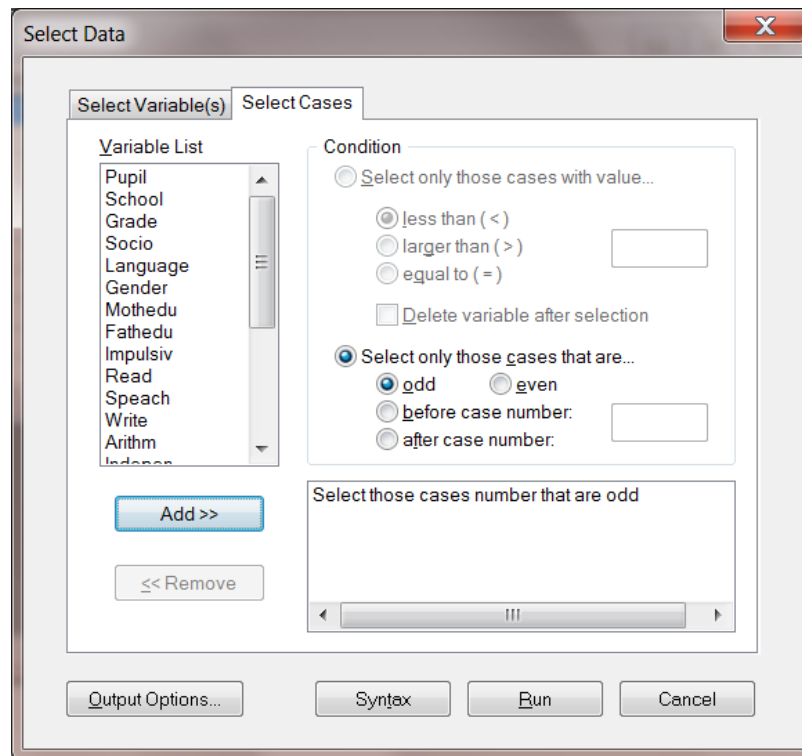 Select Data
Select Variable(s)
Select Cases
Variable List
Pupil
School
Grade
Socio
Language
Gender
Mothedu
Fathedu
Impulsiv
Read
Speach
Write
Arithm
Indepen
Condition
Select only those cases with value...
less than ( < )
larger than ( > )
equal to ( = )
Delete variable after selection
Select only those cases that are...
odd
even
before case number:
after case number:
Add >>
<< Remove
Select those cases number that are odd
Output Options...
Syntax
Run
Cancel